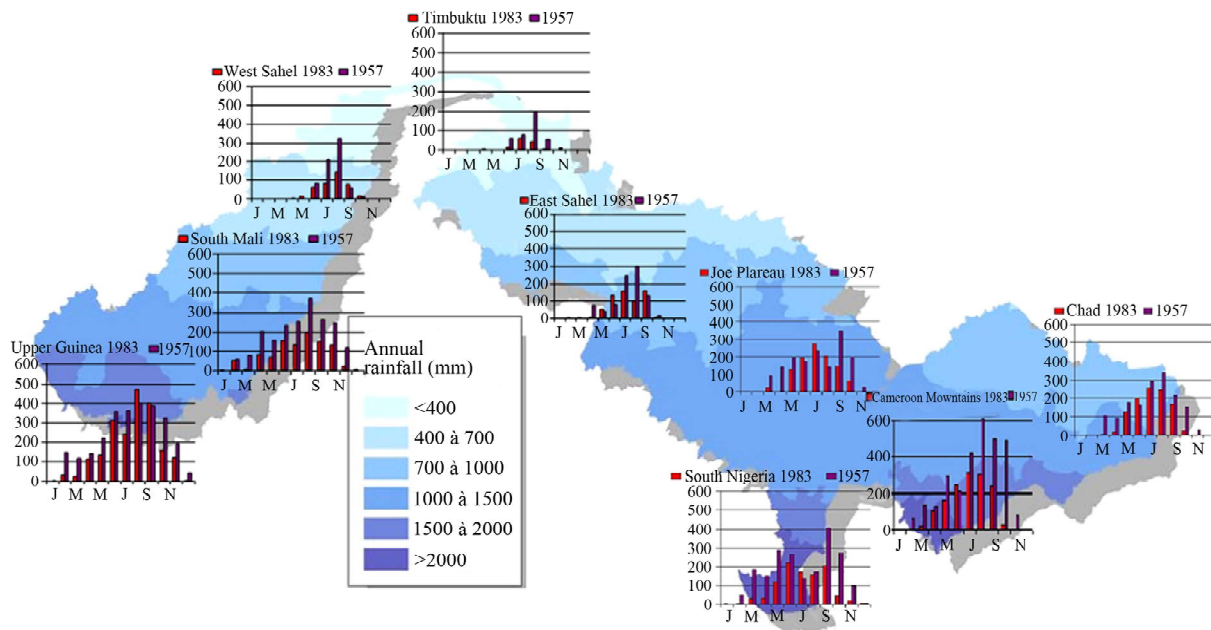 Timbuktu 1983 1957
600
500
400
300
200
100
0
J M M J S N
West Sahel 1983 1957
600
500
400
300
200
100
0
J M M J S N
East Sahel 1983 1957
600
500
400
300
200
100
0
J M M J S N
South Mali 1983 1957
600
500
400
300
200
100
0
J M M J S N
Joe Plareau 1983 1957
600
500
400
300
200
100
0
J M M J S N
Chad 1983 1957
600
500
400
300
200
100
0
J M M J S N
Upper Guinea 1983 1957
600
500
400
300
200
100
0
J M M J S N
Annual
rainfall (mm)
<400
400 à 700
700 à 1000
1000 à 1500
1500 à 2000
>2000
Cameroon Mowntains 1983 1957
600
400
200
0
J M M J S N
South Nigeria 1983 1957
600
500
400
300
200
100
0
J M M J S N